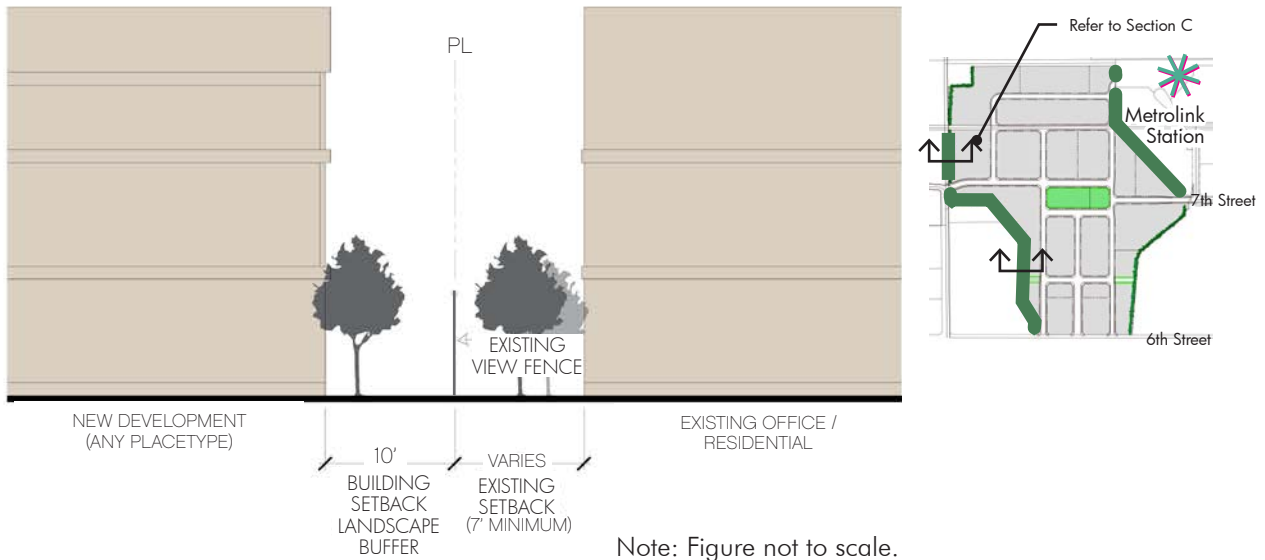 PL
EXISTING
VIEW FENCE
NEW DEVELOPMENT
(ANY PLACETYPE)
EXISTING OFFICE /
RESIDENTIAL
10'
BUILDING
SETBACK
LANDSCAPE
BUFFER
VARIES
EXISTING
SETBACK
(7' MINIMUM)
Note: Figure not to scale.
Refer to Section C
Metrolink
Station
7th Street
6th Street